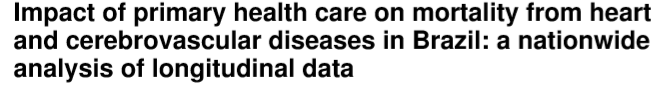 Impact of primary health care on mortality from heart
and cerebrovascular diseases in Brazil: a nationwide
analysis of longitudinal data